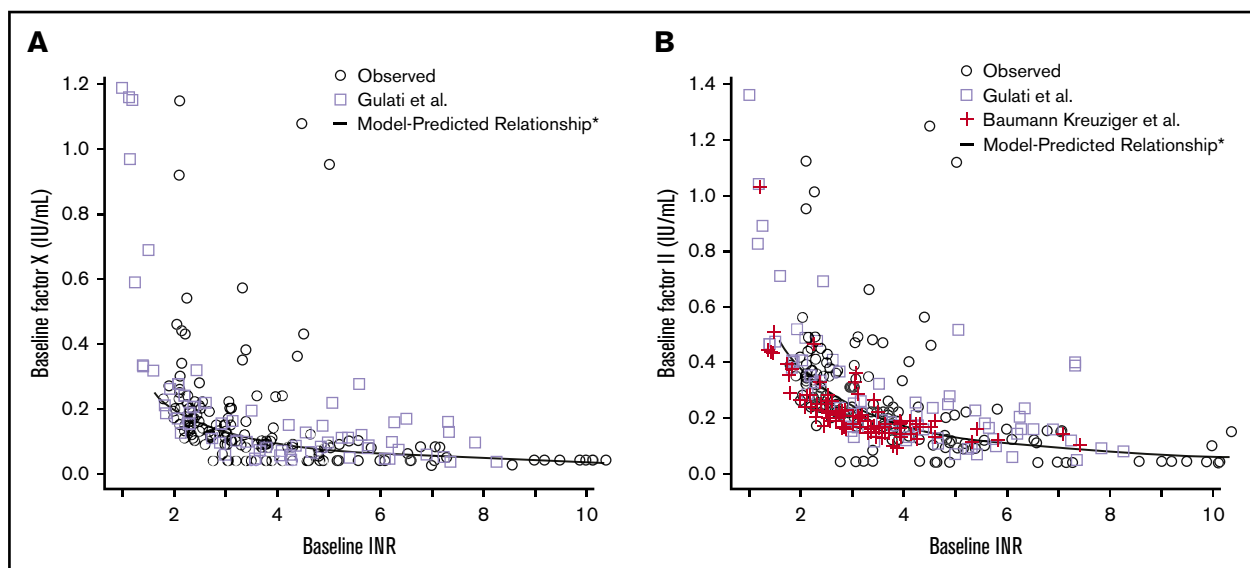 A
Observed
Gulati et al.
Model-Predicted Relationship*
Baseline factor X (IU/mL)
1.2
1.0
0.8
0.6
0.4
0.2
0.0
2
4
6
8
10
Baseline INR
B
Observed
Gulati et al.
Baumann Kreuziger et al.
Model-Predicted Relationship*
Baseline factor II (IU/mL)
1.4
1.2
1.0
0.8
0.6
0.4
0.2
0.0
2
4
6
8
10
Baseline INR